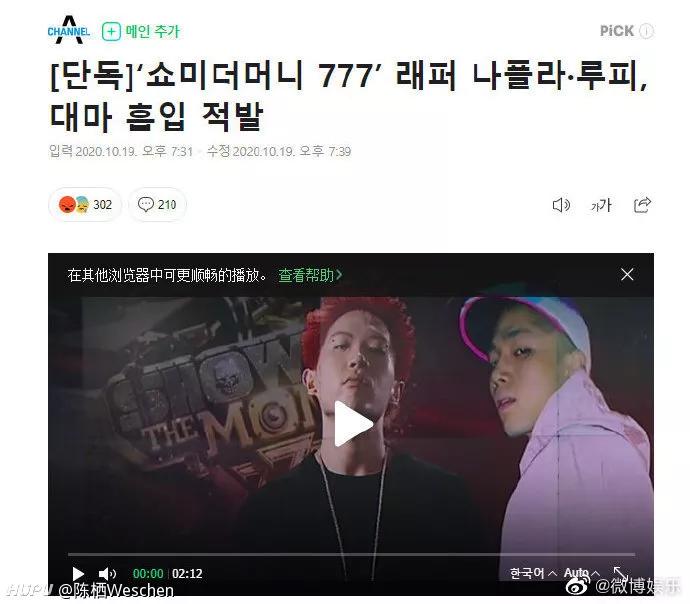 CHANNEL A
메인 추가
PiCK
[단독]‘쇼미더머니 777’ 래퍼 나플라·루피,
대마 흡입 적발
입력 2020.10.19. 오후 7:31 · 수정 2020.10.19. 오후 7:39
302
210
가가
在其他浏览器中可更顺畅的播放。 查看帮助>
SHOW
THE MON
00:00 02:12
한국어 Auto
HUPU @陈栖Weschen
@微博娱乐